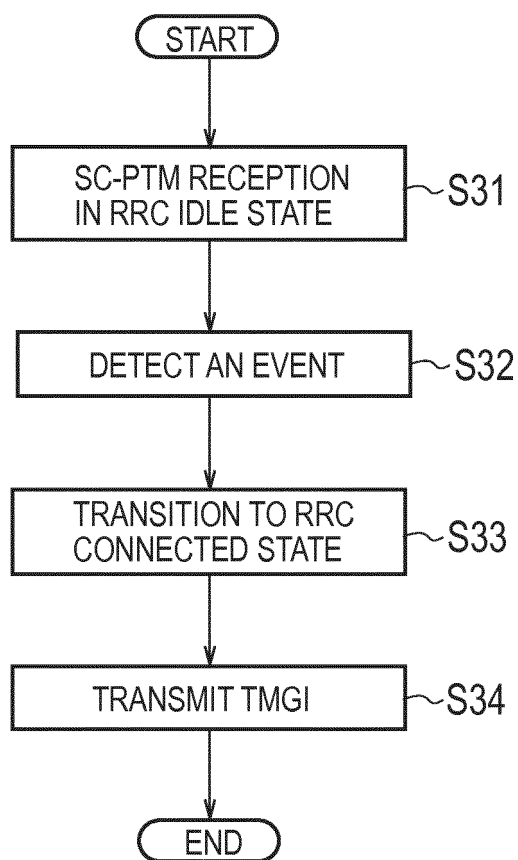 START
SC-PTM RECEPTION
IN RRC IDLE STATE
S31
DETECT AN EVENT
S32
TRANSITION TO RRC
CONNECTED STATE
S33
TRANSMIT TMGI
S34
END